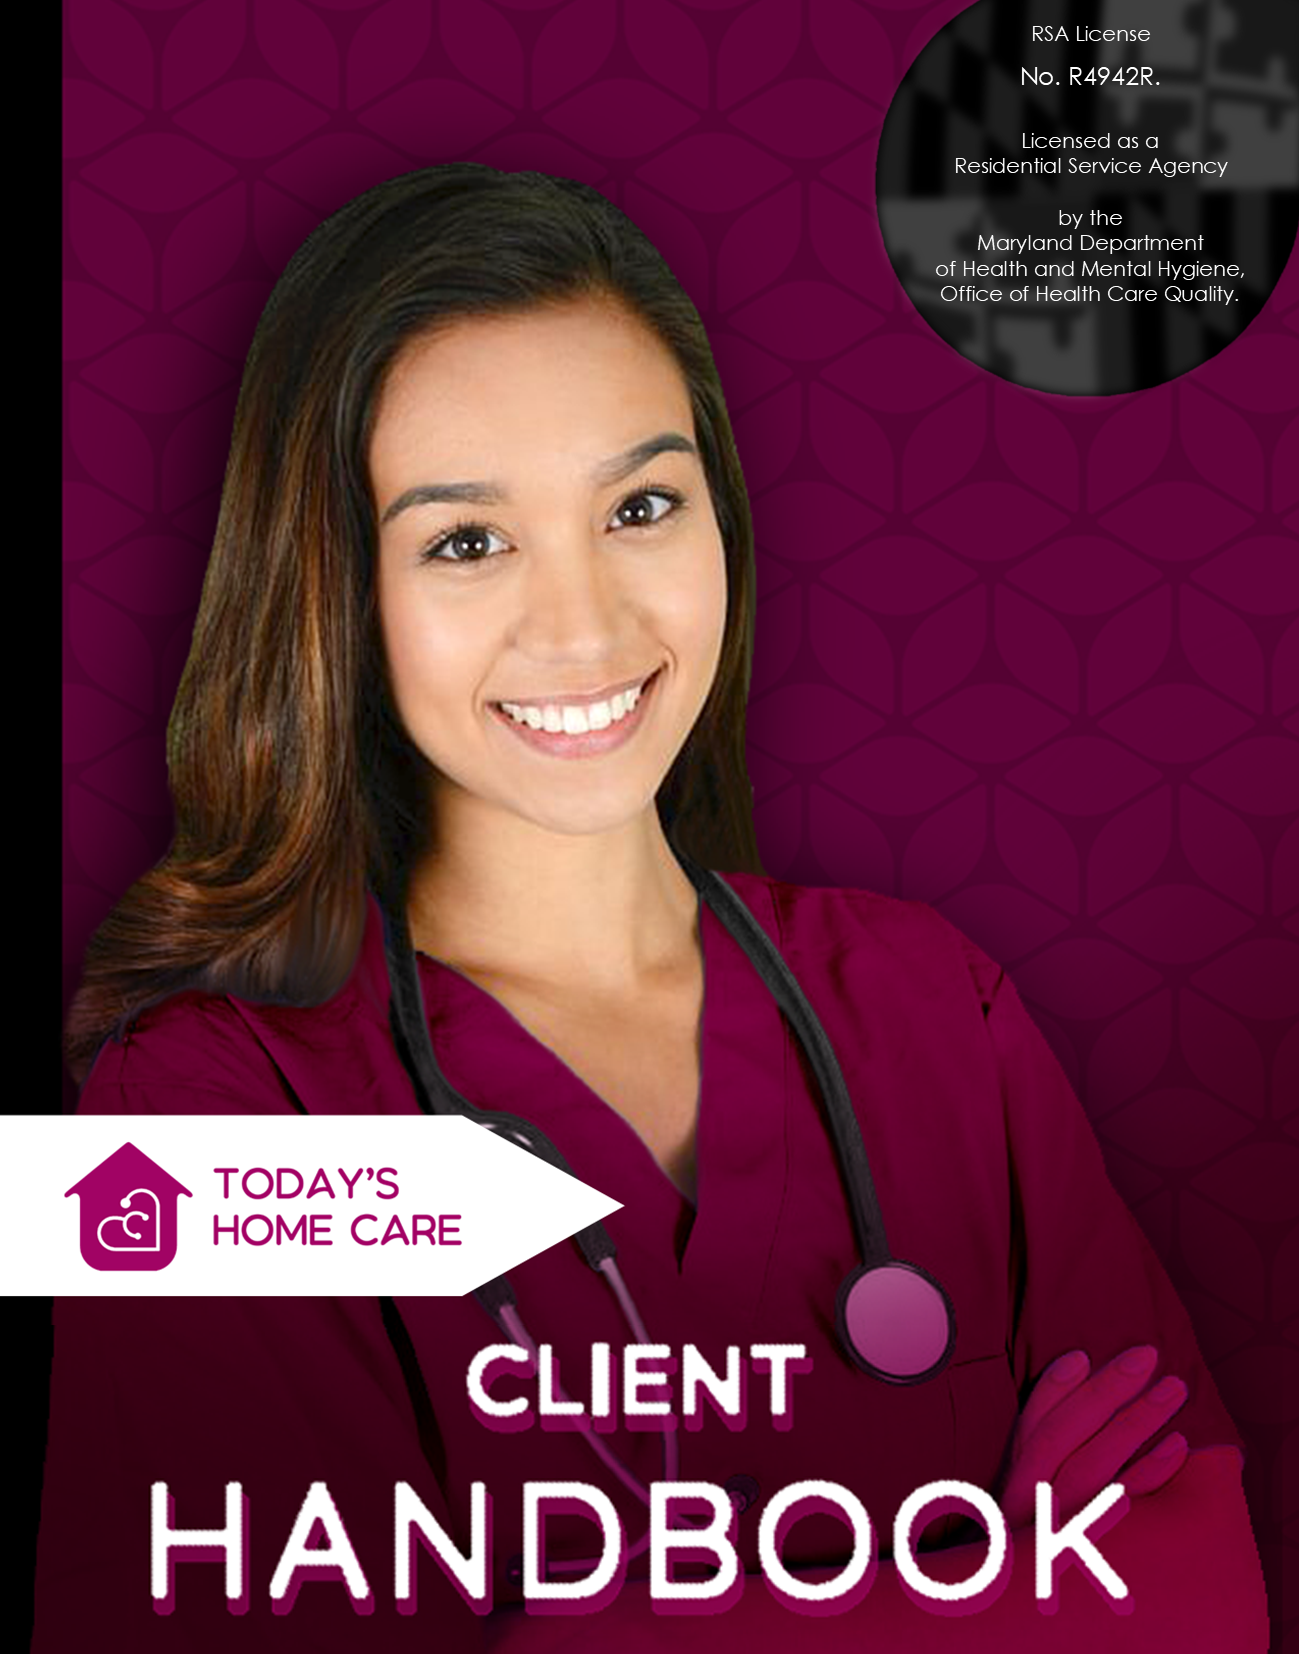 RSA License
No. R4942R.
Licensed as a
Residential Service Agency
by the
Maryland Department
of Health and Mental Hygiene,
Office of Health Care Quality.
TODAY'S
HOME CARE
CLIENT
HANDBOOK